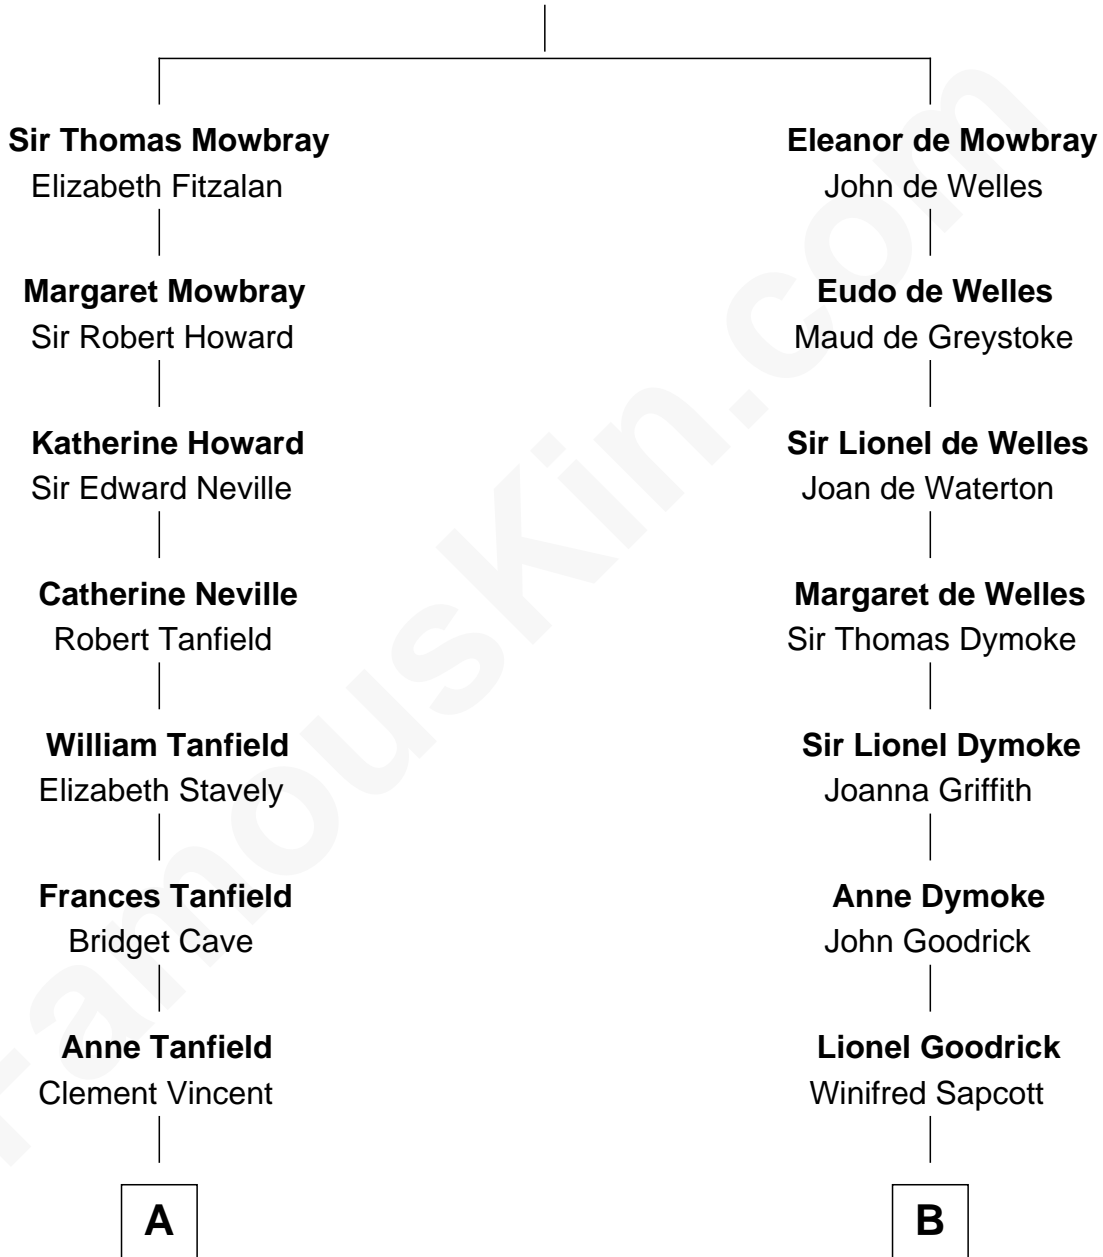 Sir Thomas Mowbray
Elizabeth Fitzalan
Margaret Mowbray
Sir Robert Howard
Katherine Howard
Sir Edward Neville
Catherine Neville
Robert Tanfield
William Tanfield
Elizabeth Stavely
Frances Tanfield
Bridget Cave
Anne Tanfield
Clement Vincent
A
Eleanor de Mowbray
John de Welles
Eudo de Welles
Maud de Greystoke
Sir Lionel de Welles
Joan de Waterton
Margaret de Welles
Sir Thomas Dymoke
Sir Lionel Dymoke
Joanna Griffith
Anne Dymoke
John Goodrick
Lionel Goodrick
Winifred Sapcott
B
FamousKin.com